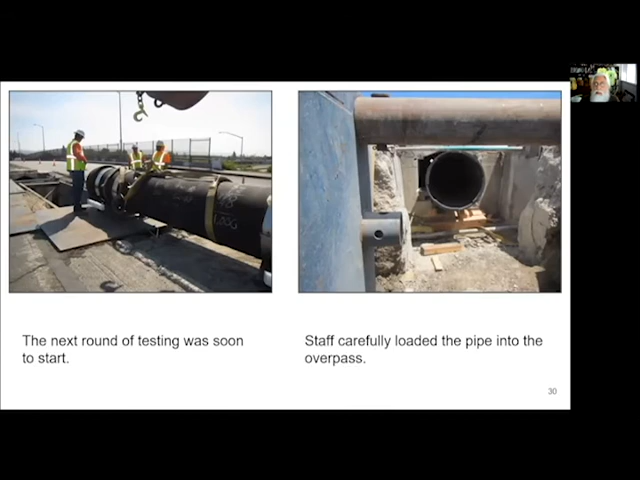 The next round of testing was soon
to start.
Staff carefully loaded the pipe into the
overpass.
30